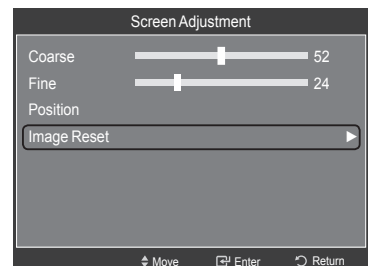 Screen Adjustment
Coarse 52
Fine 24
Position
Image Reset
Move Enter Return